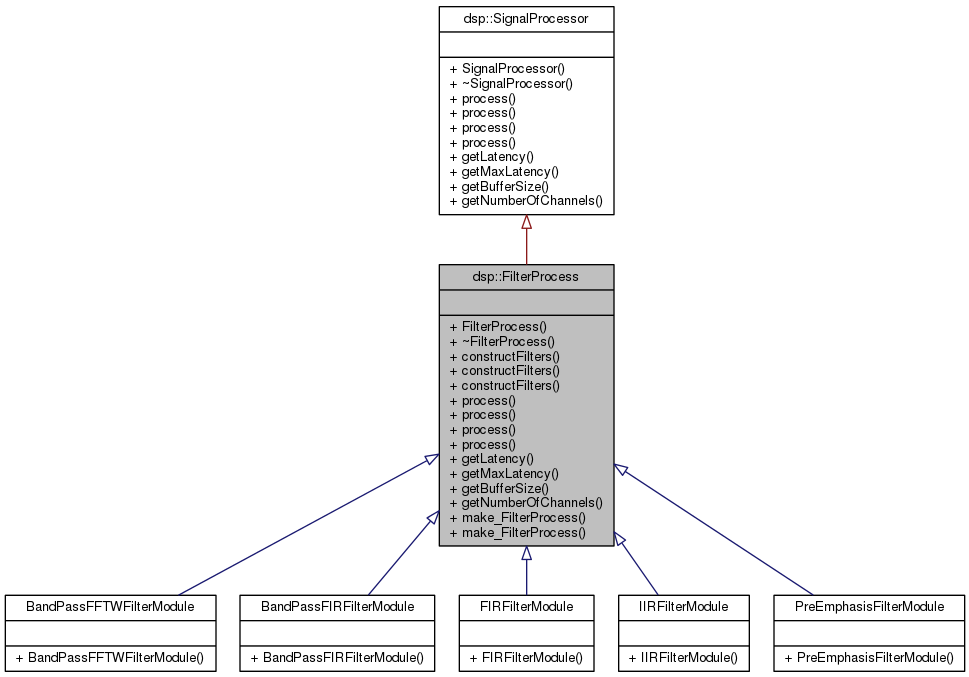 dsp::SignalProcessor
+ SignalProcessor()
+ ~SignalProcessor()
+ process()
+ process()
+ process()
+ process()
+ getLatency()
+ getMaxLatency()
+ getBufferSize()
+ getNumberOfChannels()
dsp::FilterProcess
+ FilterProcess()
+ ~FilterProcess()
+ constructFilters()
+ constructFilters()
+ constructFilters()
+ process()
+ process()
+ process()
+ process()
+ getLatency()
+ getMaxLatency()
+ getBufferSize()
+ getNumberOfChannels()
+ make_FilterProcess()
+ make_FilterProcess()
BandPassFFTWFilterModule
+ BandPassFFTWFilterModule()
BandPassFIRFilterModule
+ BandPassFIRFilterModule()
FIRFilterModule
+ FIRFilterModule()
IIRFilterModule
+ IIRFilterModule()
PreEmphasisFilterModule
+ PreEmphasisFilterModule()